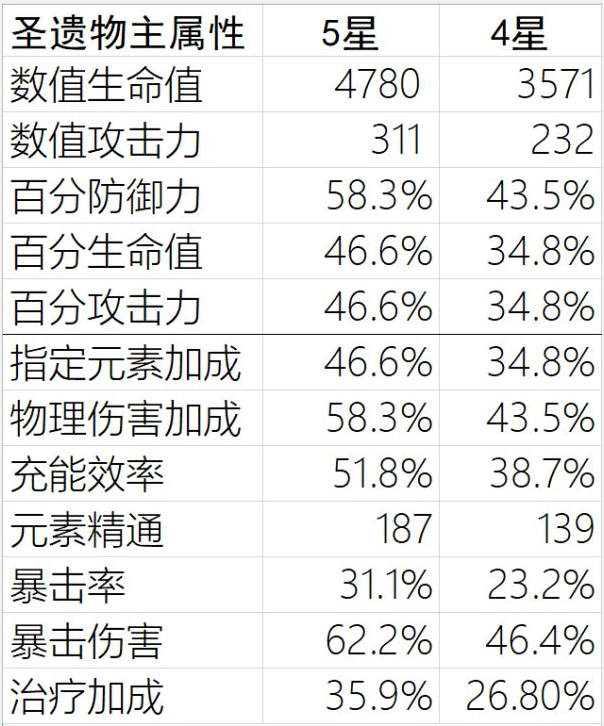 圣遗物主属性 5星 4星
数值生命值 4780 3571
数值攻击力 311 232
百分防御力 58.3% 43.5%
百分生命值 46.6% 34.8%
百分攻击力 46.6% 34.8%
指定元素加成 46.6% 34.8%
物理伤害加成 58.3% 43.5%
充能效率 51.8% 38.7%
元素精通 187 139
暴击率 31.1% 23.2%
暴击伤害 62.2% 46.4%
治疗加成 35.9% 26.80%